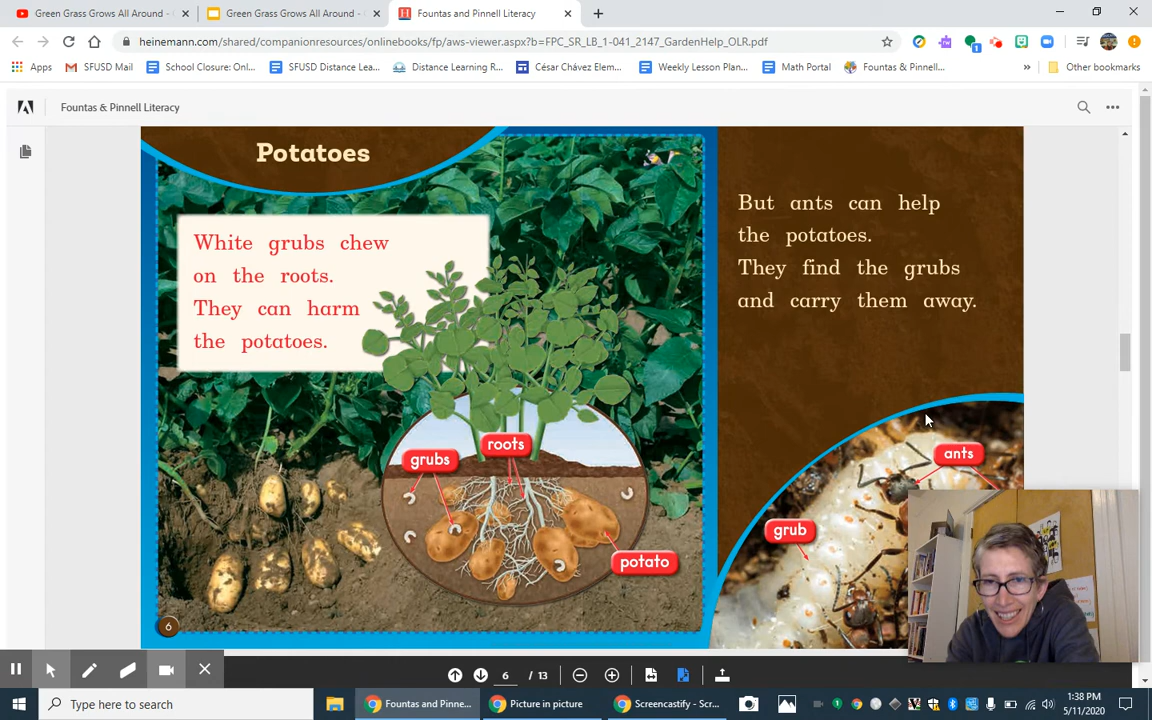 Green Grass Grows All Around -
Green Grass Grows All Around -
Fountas and Pinnell Literacy
heinemann.com/shared/companionresources/onlinebooks/fp/aws-viewer.aspx?b=FPC_SR_LB_1-041_2147_GardenHelp_OLR.pdf
Apps
SFUSD Mail
School Closure: Onl...
SFUSD Distance Lea...
Distance Learning R...
César Chávez Elem...
Weekly Lesson Plan...
Math Portal
Fountas & Pinnell...
»
Other bookmarks
Fountas & Pinnell Literacy
Potatoes
White grubs chew
on the roots.
They can harm
the potatoes.
grubs
roots
potato
6
But ants can help
the potatoes.
They find the grubs
and carry them away.
ants
grub
6 / 13
Type here to search
Fountas and Pinne...
Picture in picture
Screencastify - Scr...
1:38 PM
5/11/2020